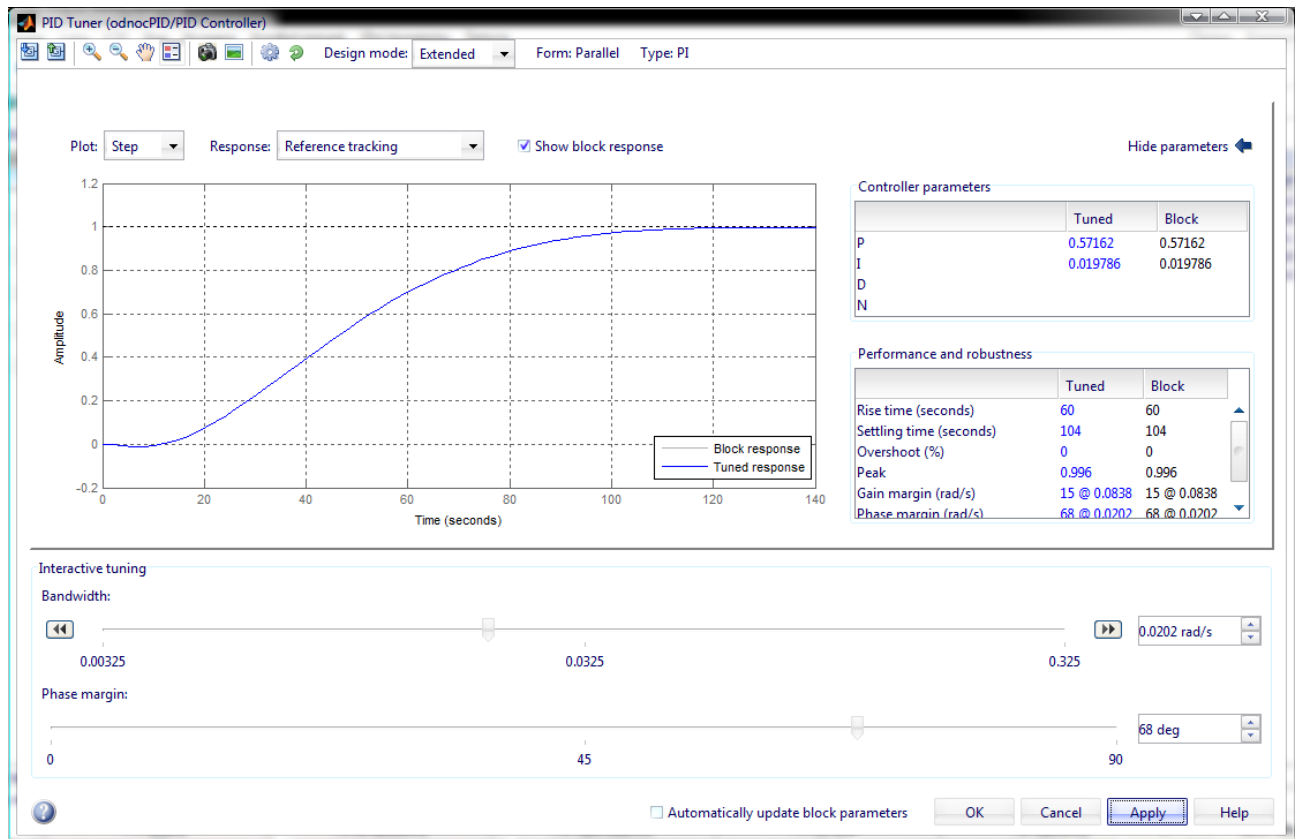 PID Tuner (odnocPID/PID Controller)
Design mode: Extended Form: Parallel Type: PI
Plot: Step Response: Reference tracking Show block response Hide parameters
1.2
1
0.8
0.6
0.4
0.2
0
-0.2
Amplitude
0 20 40 60 80 100 120 140
Time (seconds)
Block response
Tuned response
Controller parameters
Tuned Block
P 0.57162 0.57162
I 0.019786 0.019786
D
N
Performance and robustness
Tuned Block
Rise time (seconds) 60 60
Settling time (seconds) 104 104
Overshoot (%) 0 0
Peak 0.996 0.996
Gain margin (rad/s) 15 @ 0.0838 15 @ 0.0838
Phase margin (rad/s) 68 @ 0.0202 68 @ 0.0202
Interactive tuning
Bandwidth:
0.0202 rad/s
0.00325 0.0325 0.325
Phase margin:
68 deg
0 45 90
Automatically update block parameters OK Cancel Apply Help